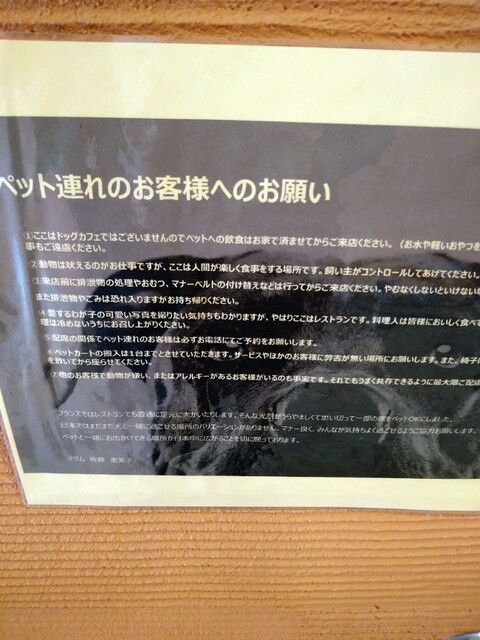 ペット連れのお客様へのお願い
①ここはドッグカフェではございませんのでペットへの飲食はお家で済ませてからご来店ください。（お水や軽いおやつを
事もご遠慮ください。
②動物は吠えるのがお仕事ですが、ここは人間が楽しく食事をする場所です。飼い主がコントロールしてあげてください。
③来店前に排泄物の処理やおむつ、マナーベルトの付け替えなどは行ってからご来店ください。やむなくしないといけない
また排泄物やごみは恐れ入りますがお持ち帰りください。
④愛するわが子の可愛い写真を撮りたい気持ちもわかりますが、やはりここはレストランです。料理人は皆様においしく食べて
理は冷めないうちにお召し上がりください。
⑤配席の関係でペット連れのお客様は必ずお電話にてご予約をお願いします。
⑥ペットカートの搬入は1台までとさせていただきます。サービスやほかのお客様に弊害が無い場所にお願いします。また、椅子に
を敷いてから座らせてください。
⑦他のお客様で動物が嫌い、またはアレルギーがあるお客様がいるのも事実です。それでもうまく共存できるように最大限ご配慮
フランスではレストランでも普通に足元に犬がいたりします。そんな光景がうらやましくて思い切って一部の席をペットOKにしました。
日本ではまだまだ犬と一緒に過ごせる場所のバリエーションがありません。マナー良く、みんなが気持ちよく過ごせるようご協力お願いします。
ペットと一緒にお出かけできる場所が日本中に広がることを切に願っております。
マダム 佐藤 恵美子